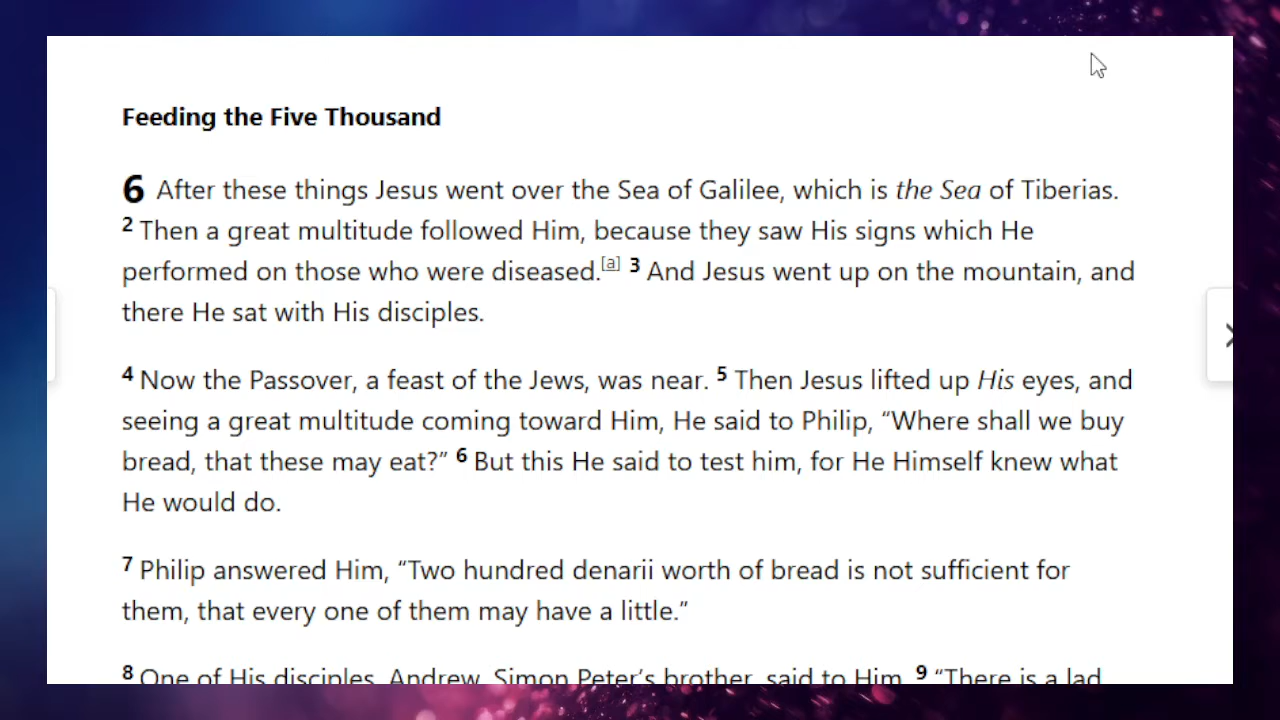 Feeding the Five Thousand
6 After these things Jesus went over the Sea of Galilee, which is the Sea of Tiberias.
2 Then a great multitude followed Him, because they saw His signs which He
performed on those who were diseased.[a] 3 And Jesus went up on the mountain, and
there He sat with His disciples.
4 Now the Passover, a feast of the Jews, was near. 5 Then Jesus lifted up His eyes, and
seeing a great multitude coming toward Him, He said to Philip, “Where shall we buy
bread, that these may eat?” 6 But this He said to test him, for He Himself knew what
He would do.
7 Philip answered Him, “Two hundred denarii worth of bread is not sufficient for
them, that every one of them may have a little.”
8 One of His disciples, Andrew, Simon Peter’s brother, said to Him, 9 “There is a lad